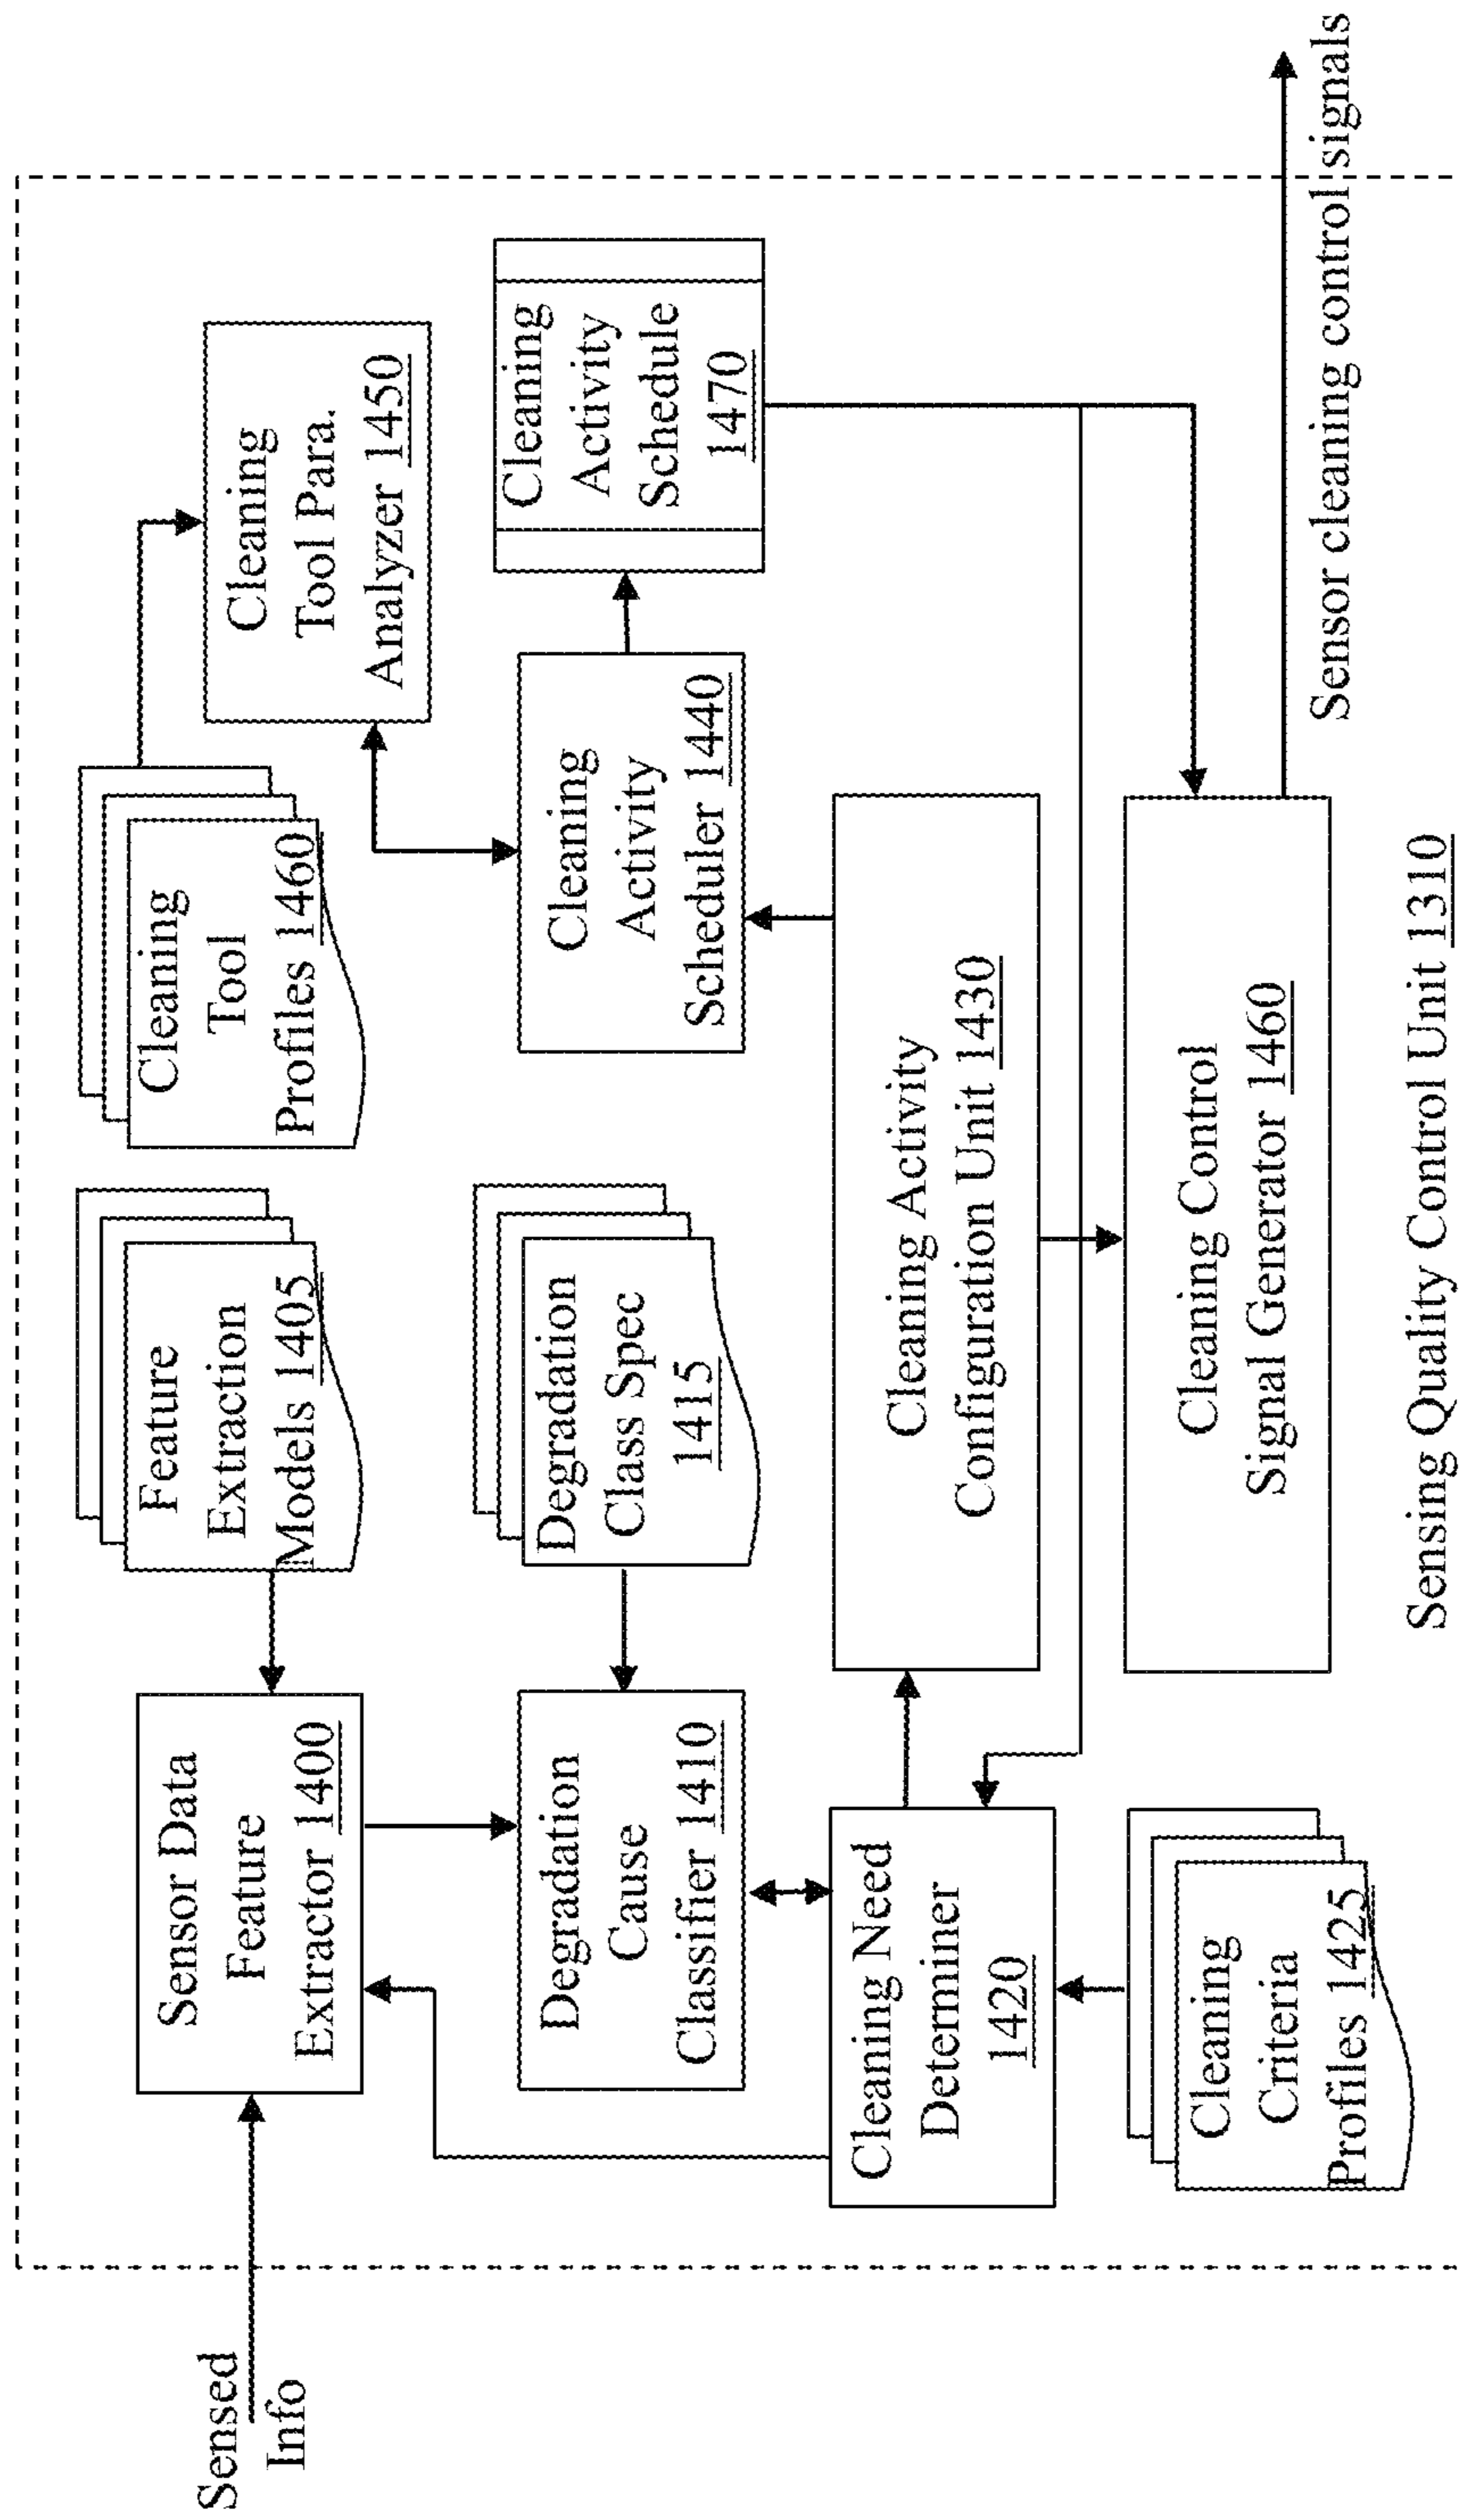 Sensed
Info
Sensor Data
Feature
Extractor 1400
Feature
Extraction
Models 1405
Cleaning
Tool
Profiles 1460
Cleaning
Tool Para.
Analyzer 1450
Degradation
Cause
Classifier 1410
Degradation
Class Spec
1415
Cleaning
Activity
Scheduler 1440
Cleaning
Activity
Schedule
1470
Cleaning Need
Determiner
1420
Cleaning Activity
Configuration Unit 1430
Cleaning
Criteria
Profiles 1425
Cleaning Control
Signal Generator 1460
Sensor cleaning control signals
Sensing Quality Control Unit 1310